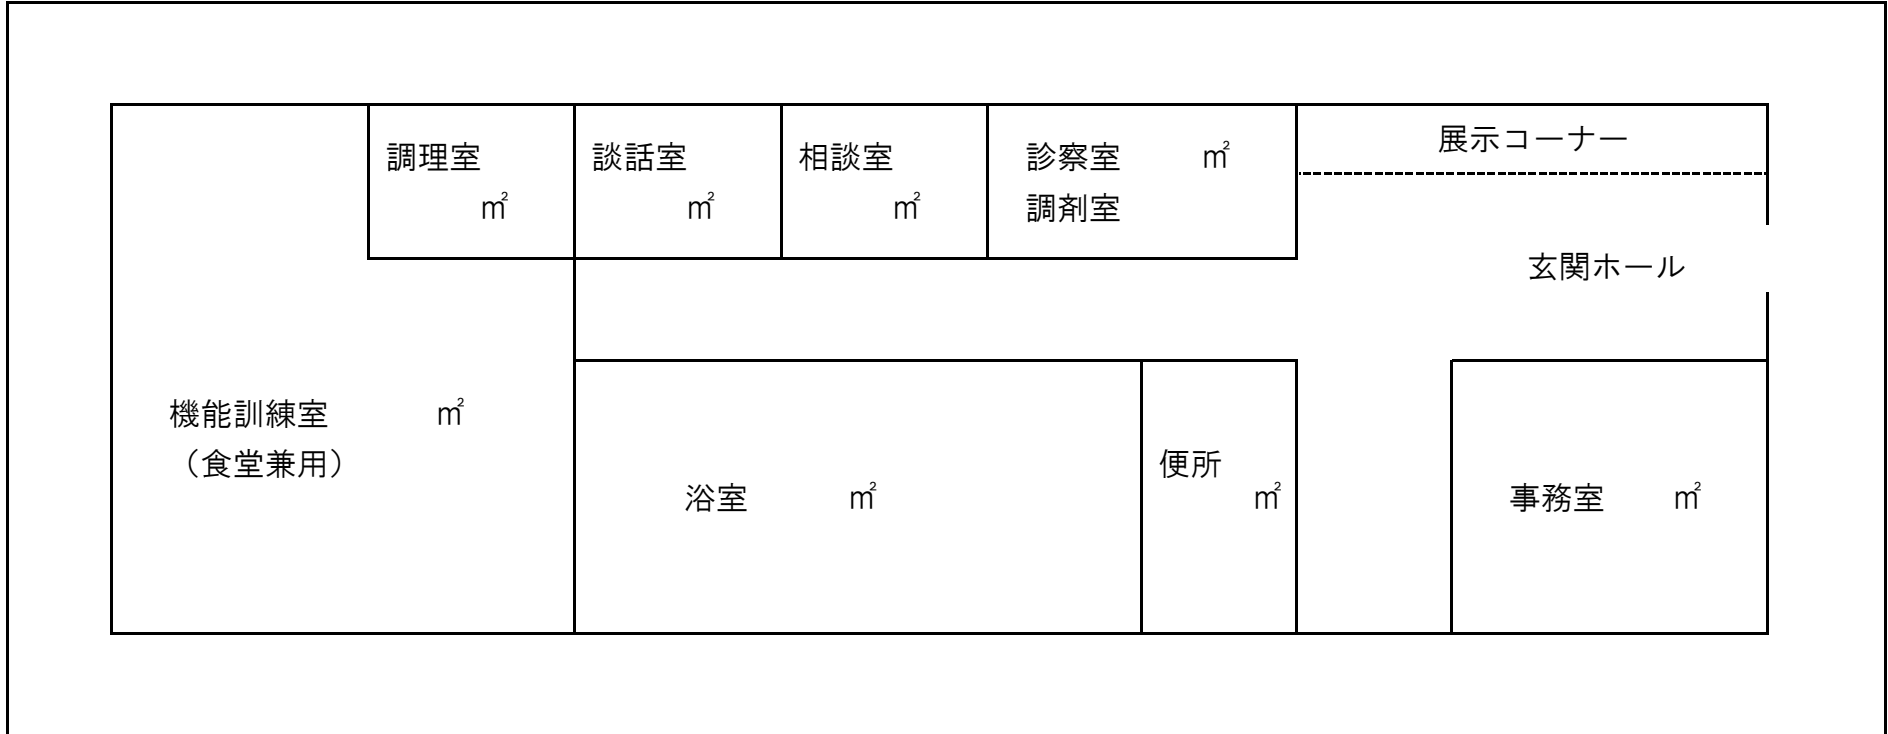 展示コーナー
調理室
㎡
談話室
㎡
相談室
㎡
診察室 ㎡
調剤室
玄関ホール
機能訓練室 ㎡
（食堂兼用）
浴室 ㎡
便所
㎡
事務室 ㎡